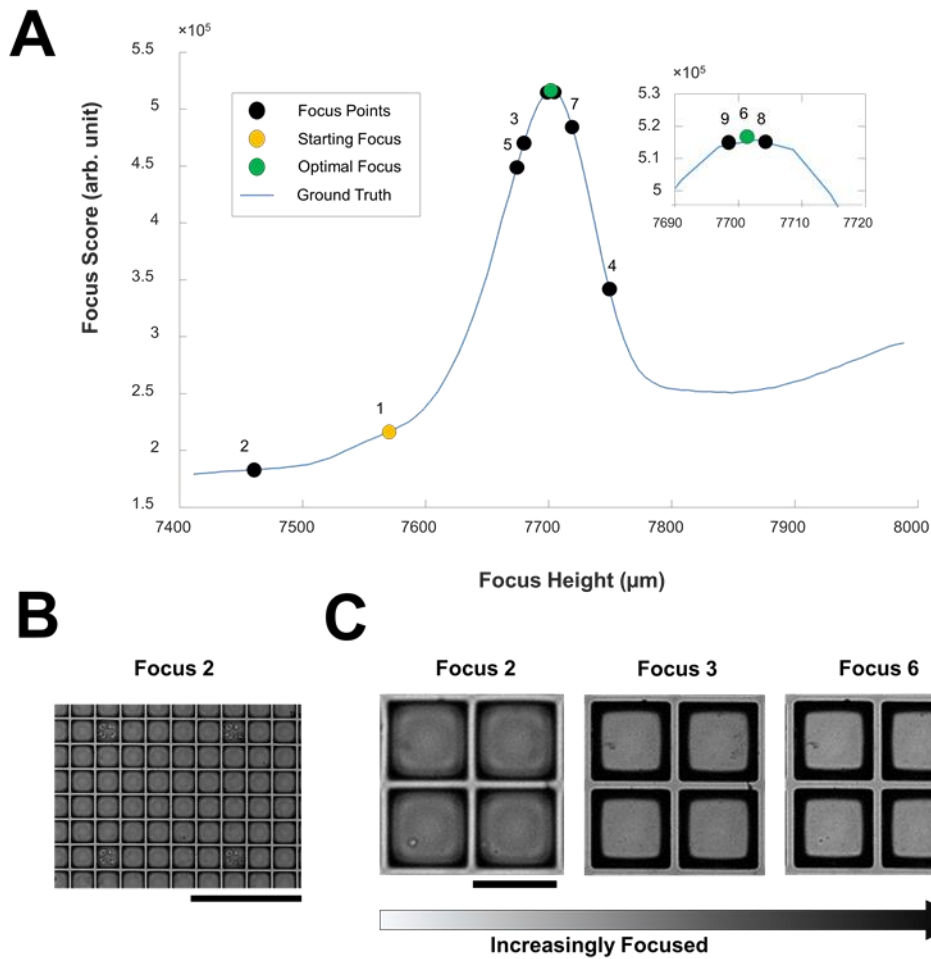 A
×10⁵
5.5
5
4.5
4
3.5
3
2.5
2
1.5
7400
7500
7600
7700
7800
7900
8000
Focus Score (arb. unit)
Focus Height (µm)
Focus Points
Starting Focus
Optimal Focus
Ground Truth
1
2
3
5
7
4
×10⁵
5.3
5.2
5.1
5
9
6
8
7690
7700
7710
7720
B
Focus 2
C
Focus 2
Focus 3
Focus 6
Increasingly Focused